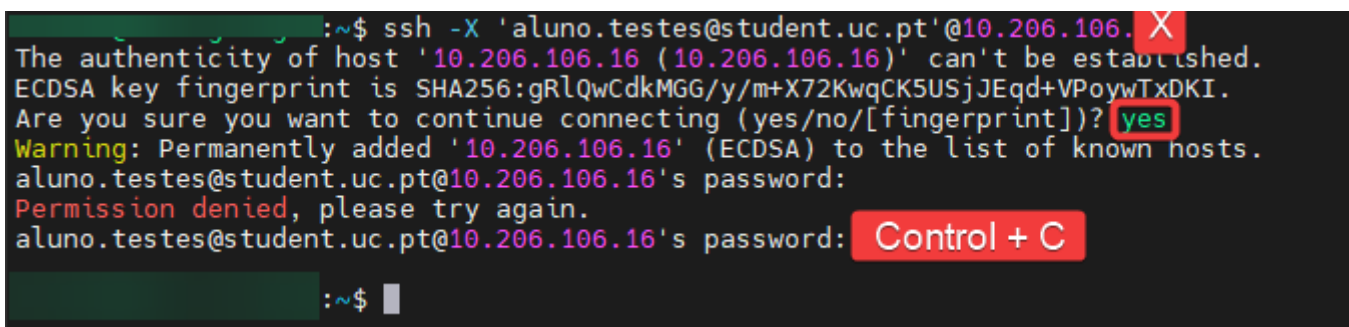 :~$ ssh -X 'aluno.testes@student.uc.pt'@10.206.106. X
The authenticity of host '10.206.106.16 (10.206.106.16)' can't be established.
ECDSA key fingerprint is SHA256:gRlQwCdkMGG/y/m+X72KwqCK5USjJEqd+VPoywTxDKI.
Are you sure you want to continue connecting (yes/no/[fingerprint])? yes
Warning: Permanently added '10.206.106.16' (ECDSA) to the list of known hosts.
aluno.testes@student.uc.pt@10.206.106.16's password:
Permission denied, please try again.
aluno.testes@student.uc.pt@10.206.106.16's password: Control + C
:~$